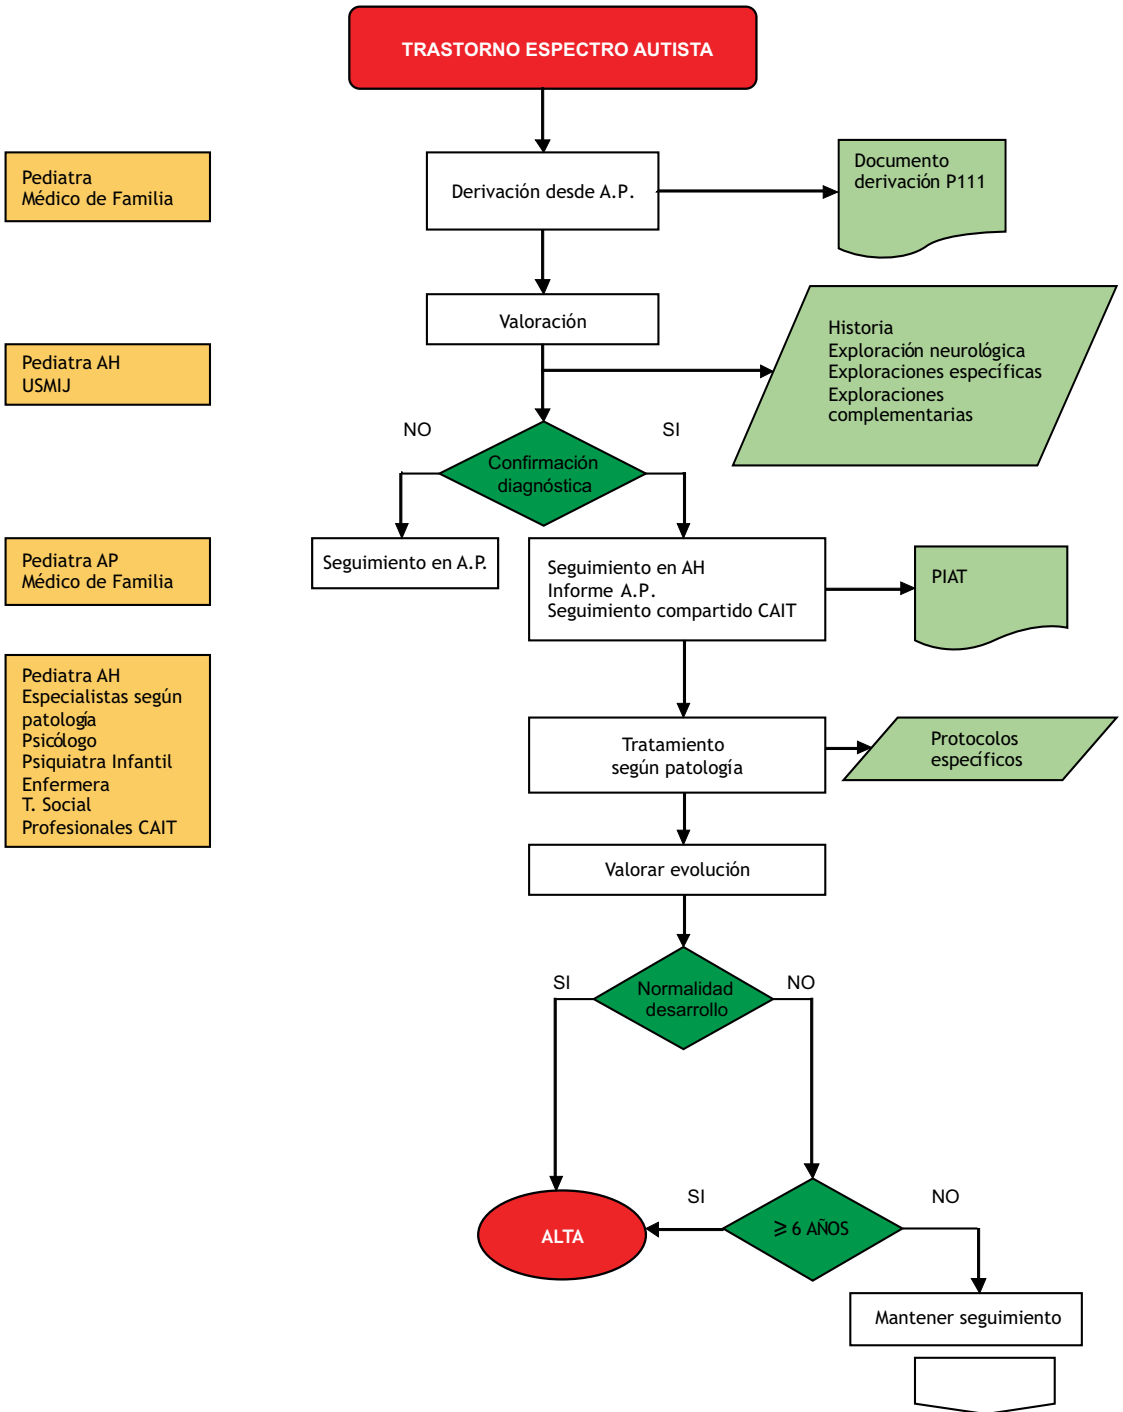 TRASTORNO ESPECTRO AUTISTA
Pediatra
Médico de Familia
Derivación desde A.P.
Documento
derivación P111
Valoración
Historia
Exploración neurológica
Exploraciones específicas
Exploraciones
complementarias
Pediatra AH
USMIJ
NO
SI
Confirmación
diagnóstica
Pediatra AP
Médico de Familia
Seguimiento en A.P.
Seguimiento en AH
Informe A.P.
Seguimiento compartido CAIT
PIAT
Pediatra AH
Especialistas según
patología
Psicólogo
Psiquiatra Infantil
Enfermera
T. Social
Profesionales CAIT
Tratamiento
según patología
Protocolos
específicos
Valorar evolución
SI
Normalidad
desarrollo
NO
ALTA
SI
⩾ 6 AÑOS
NO
Mantener seguimiento